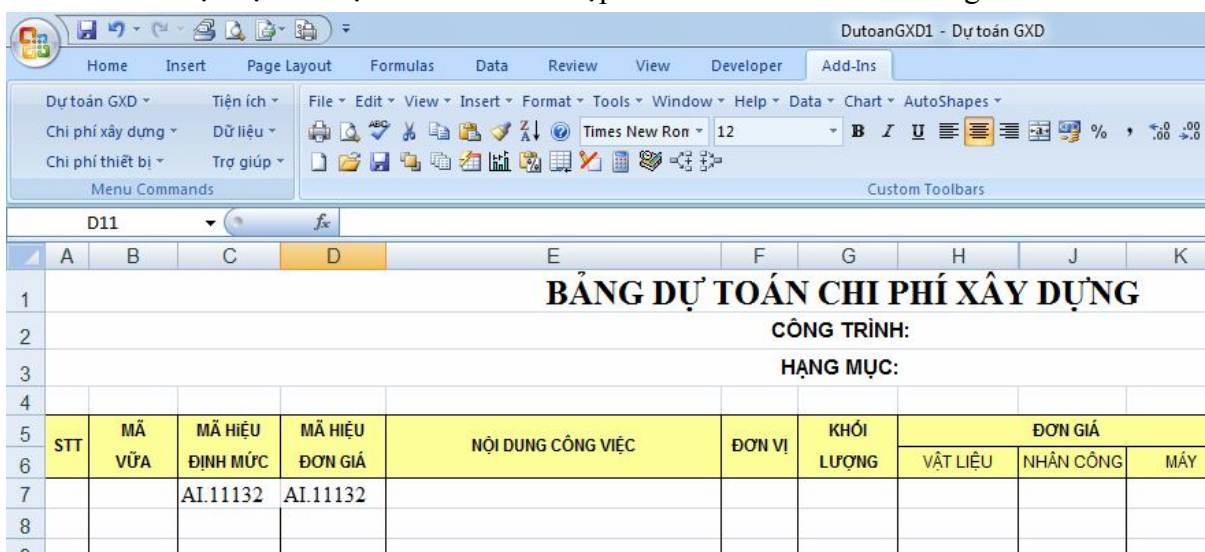 DutoanGXD1 - Dự toán GXD
Home Insert Page Layout Formulas Data Review View Developer Add-Ins
Dự toán GXD Tiện ích File Edit View Insert Format Tools Window Help Data Chart AutoShapes
Chi phí xây dựng Dữ liệu Times New Ron 12 B I U % , .00 .00
Chi phí thiết bị Trợ giúp
Menu Commands Custom Toolbars
D11 fx
A B C D E F G H J K
1 BẢNG DỰ TOÁN CHI PHÍ XÂY DỰNG
2 CÔNG TRÌNH:
3 HẠNG MỤC:
4
5 STT MÃ VỮA MÃ HiỆU ĐỊNH MỨC MÃ HIỆU ĐƠN GIÁ NỘI DUNG CÔNG VIỆC ĐƠN VỊ KHỐI LƯỢNG ĐƠN GIÁ
6 VẬT LIỆU NHÂN CÔNG MÁY
7 AI.11132 AI.11132
8